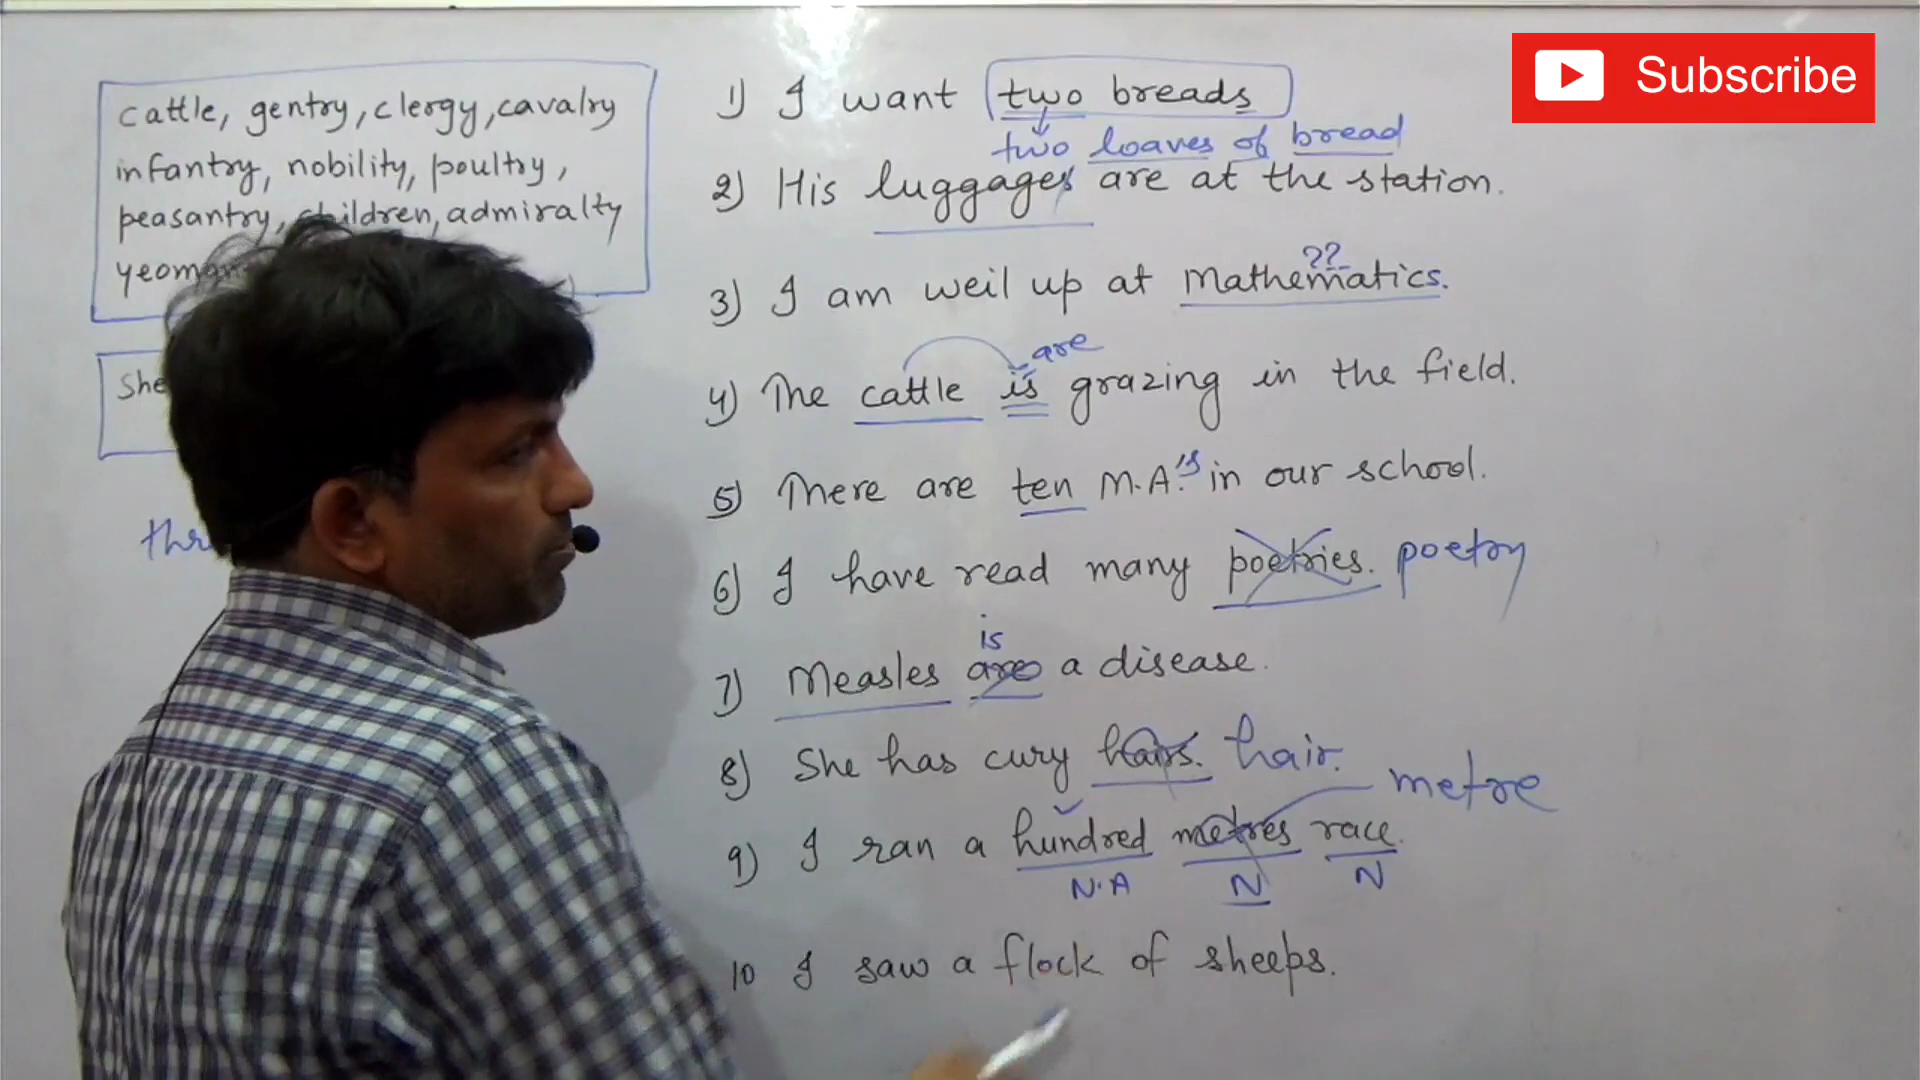 cattle, gentry, clergy, cavalry
infantry, nobility, poultry,
peasantry, children, admiralty
She
1) I want two breads
two loaves of bread
2) His luggages are at the station.
??
3) I am weil up at Mathematics.
are
4) The cattle is grazing in the field.
5) There are ten M.A.'s in our school.
6) I have read many poetries. poetry
is
7) Measles are a disease.
8) She has cury hairs. hair.
metre
9) I ran a hundred metres race.
N.A N N
10 I saw a flock of sheeps.
Subscribe